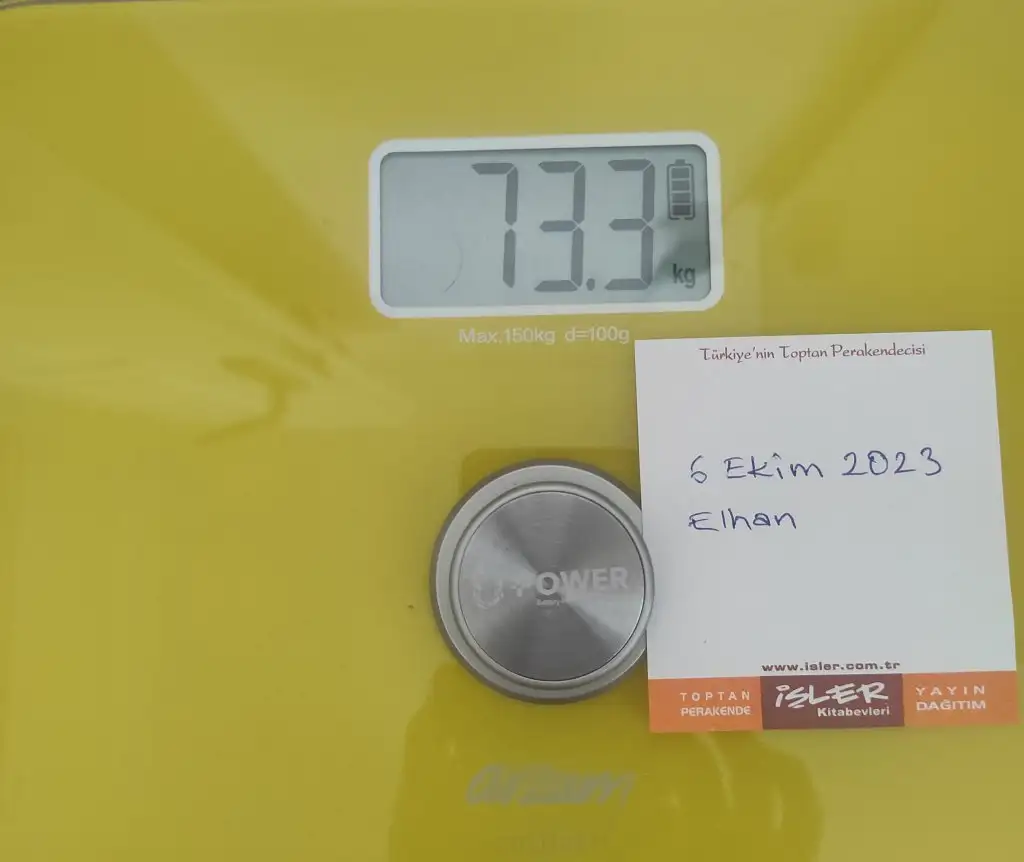 73.3
kg
Max.150kg d=100g
Türkiye'nin Toptan Perakendecisi
6 Ekim 2023
Elhan
POWER
www.isler.com.tr
TOPTAN
PERAKENDE
İŞLER
Kitabevleri
YAYIN
DAĞITIM